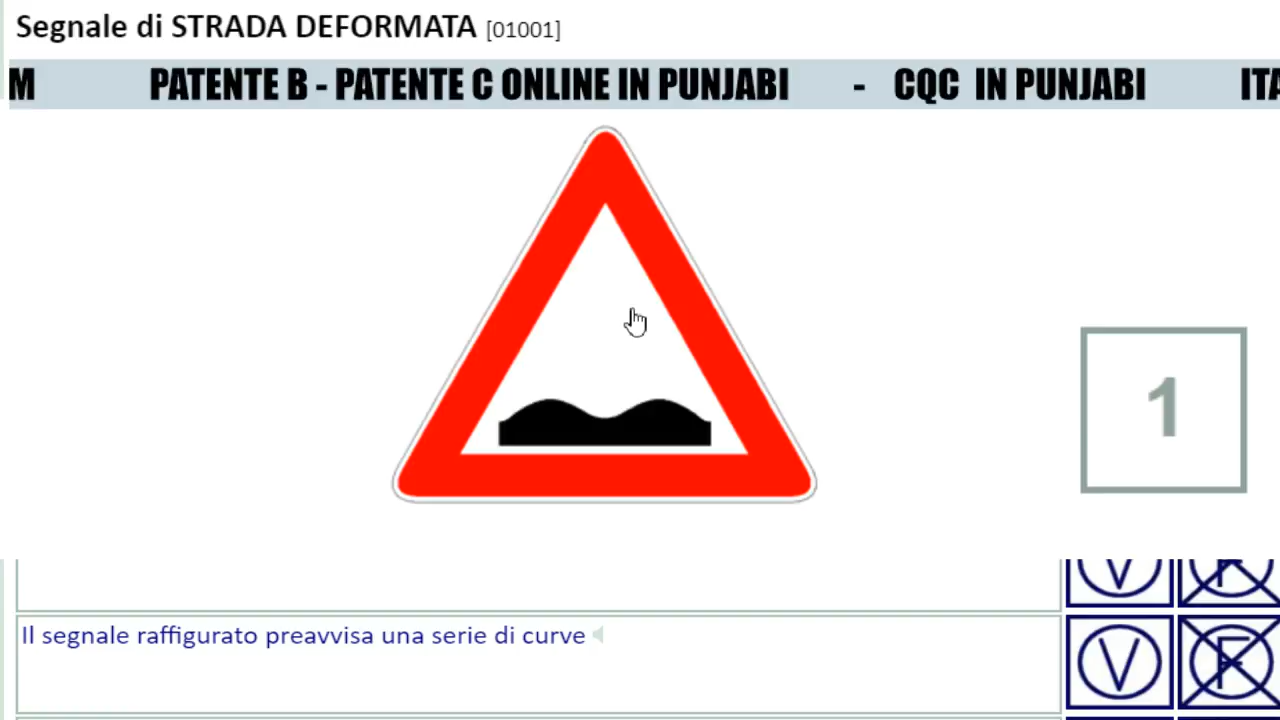 Segnale di STRADA DEFORMATA [01001]
M PATENTE B - PATENTE C ONLINE IN PUNJABI - CQC IN PUNJABI ITA
1
V F
Il segnale raffigurato preavvisa una serie di curve
V F